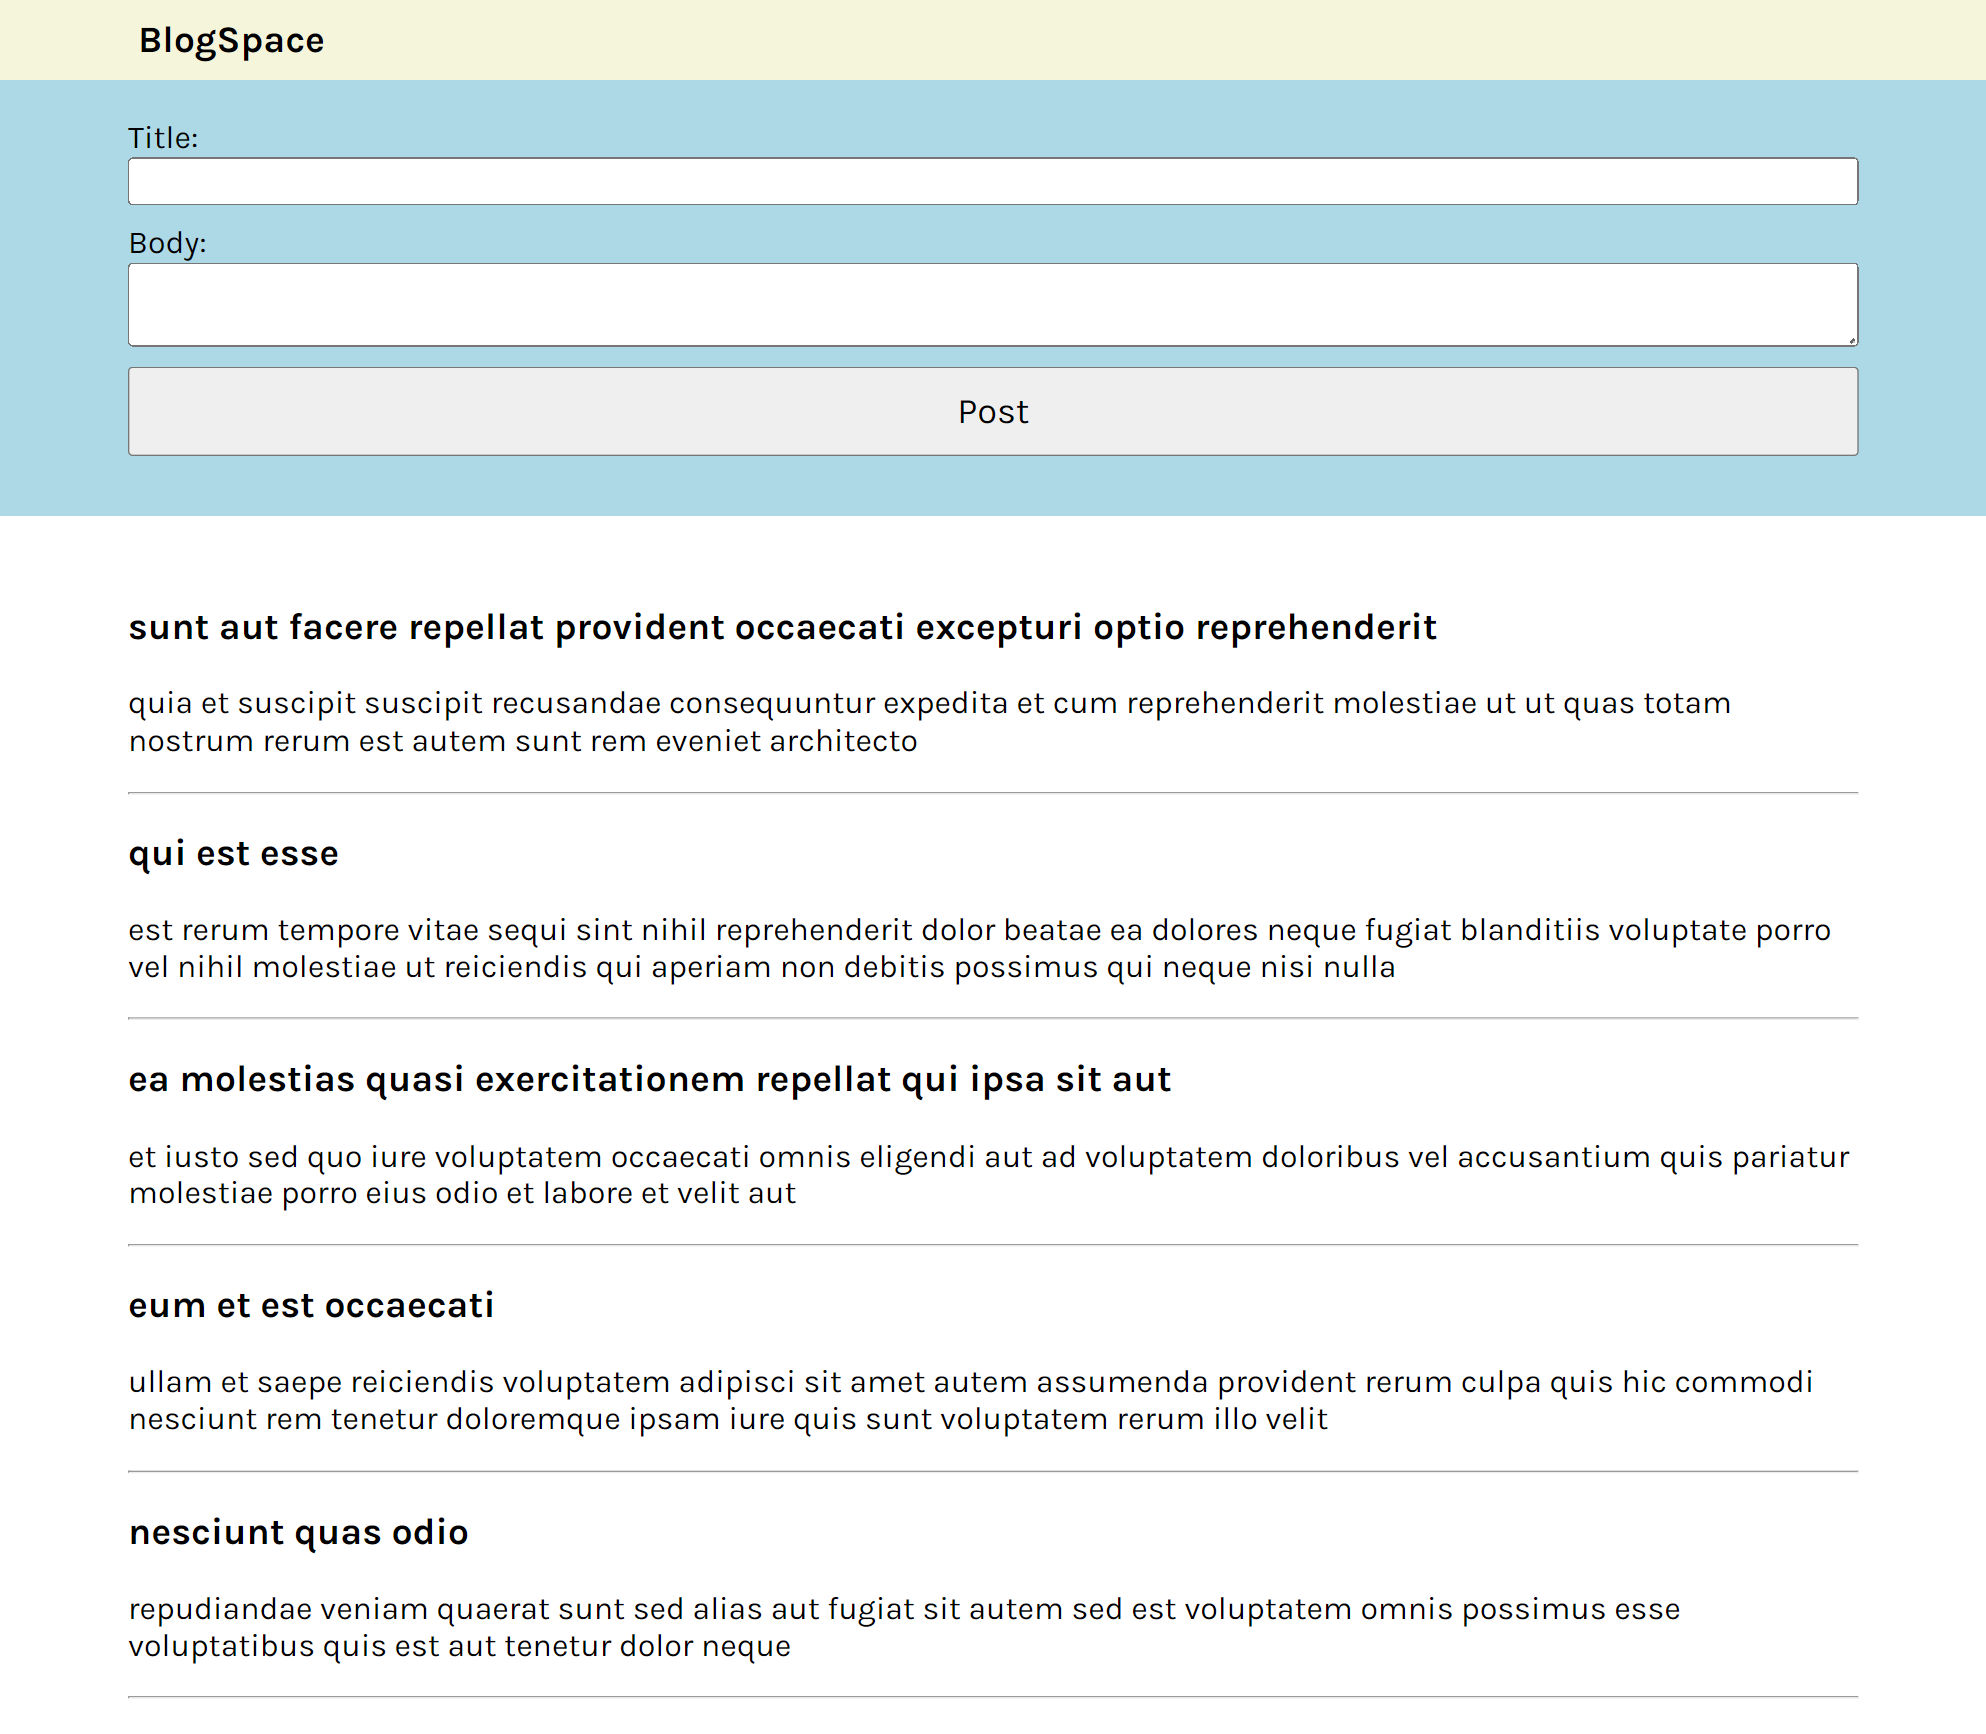 BlogSpace
Title:
Body:
Post
sunt aut facere repellat provident occaecati excepturi optio reprehenderit
quia et suscipit suscipit recusandae consequuntur expedita et cum reprehenderit molestiae ut ut quas totam
nostrum rerum est autem sunt rem eveniet architecto
qui est esse
est rerum tempore vitae sequi sint nihil reprehenderit dolor beatae ea dolores neque fugiat blanditiis voluptate porro
vel nihil molestiae ut reiciendis qui aperiam non debitis possimus qui neque nisi nulla
ea molestias quasi exercitationem repellat qui ipsa sit aut
et iusto sed quo iure voluptatem occaecati omnis eligendi aut ad voluptatem doloribus vel accusantium quis pariatur
molestiae porro eius odio et labore et velit aut
eum et est occaecati
ullam et saepe reiciendis voluptatem adipisci sit amet autem assumenda provident rerum culpa quis hic commodi
nesciunt rem tenetur doloremque ipsam iure quis sunt voluptatem rerum illo velit
nesciunt quas odio
repudiandae veniam quaerat sunt sed alias aut fugiat sit autem sed est voluptatem omnis possimus esse
voluptatibus quis est aut tenetur dolor neque